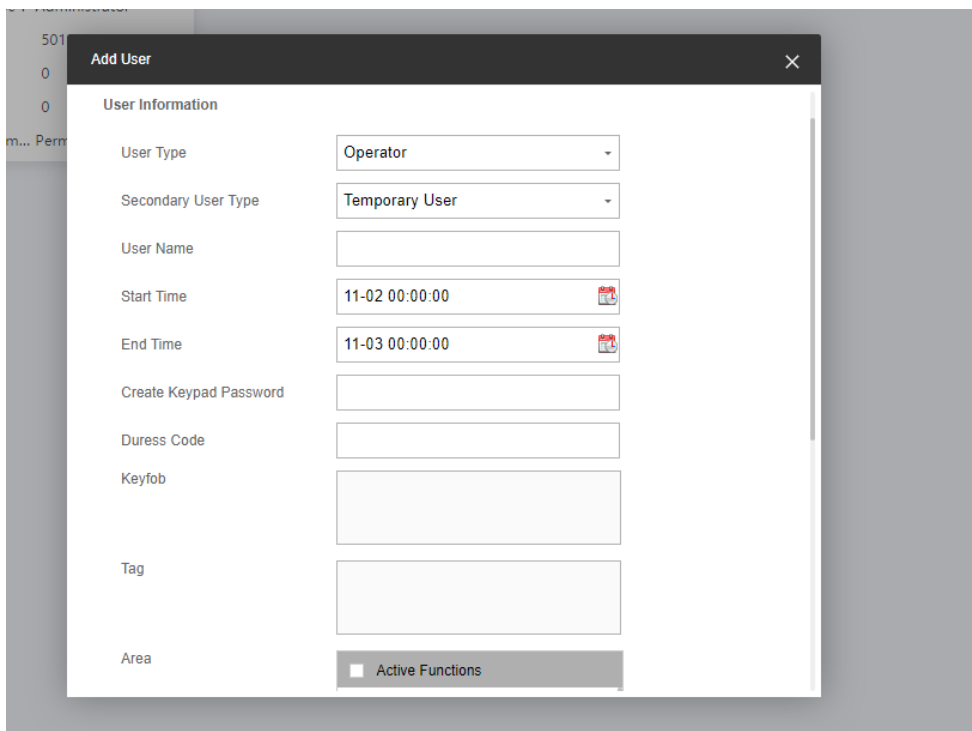 Administrator
501
Add User
0
User Information
0
m... Perm
User Type
Operator
Secondary User Type
Temporary User
User Name
Start Time
11-02 00:00:00
End Time
11-03 00:00:00
Create Keypad Password
Duress Code
Keyfob
Tag
Area
Active Functions